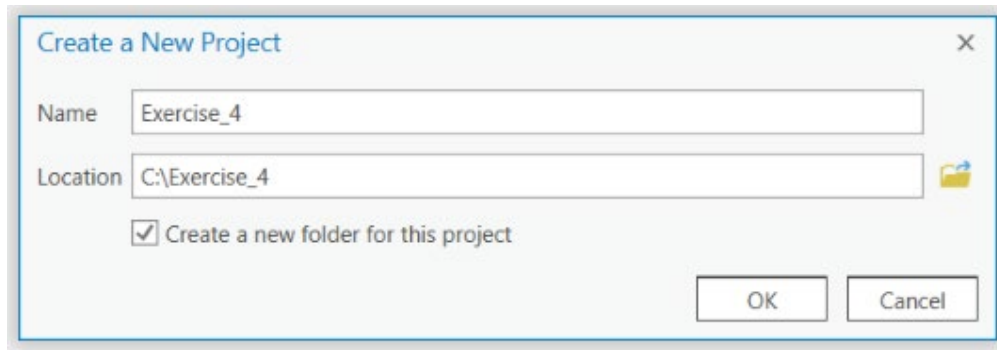 Create a New Project
Name Exercise_4
Location C:\Exercise_4
Create a new folder for this project
OK Cancel